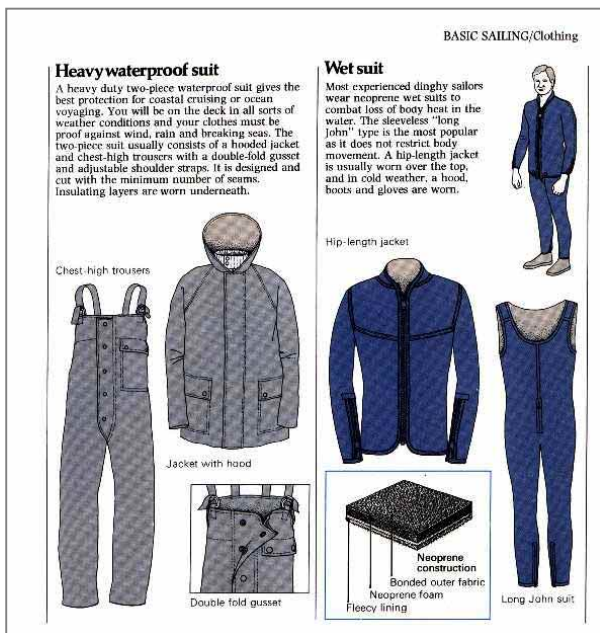 BASIC SAILING/Clothing
Heavy waterproof suit
A heavy duty two-piece waterproof suit gives the
best protection for coastal cruising or ocean
voyaging. You will be on the deck in all sorts of
weather conditions and your clothes must be
proof against wind, rain and breaking seas. The
two-piece suit usually consists of a hooded jacket
and chest-high trousers with a double-fold gusset
and adjustable shoulder straps. It is designed and
cut with the minimum number of seams.
Insulating layers are worn underneath.
Chest-high trousers
Jacket with hood
Double fold gusset
Wet suit
Most experienced dinghy sailors
wear neoprene wet suits to
combat loss of body heat in the
water. The sleeveless "long
John" type is the most popular
as it does not restrict body
movement. A hip-length jacket
is usually worn over the top,
and in cold weather, a hood,
boots and gloves are worn.
Hip-length jacket
Neoprene
construction
Bonded outer fabric
Neoprene foam
Fleecy lining
Long John suit